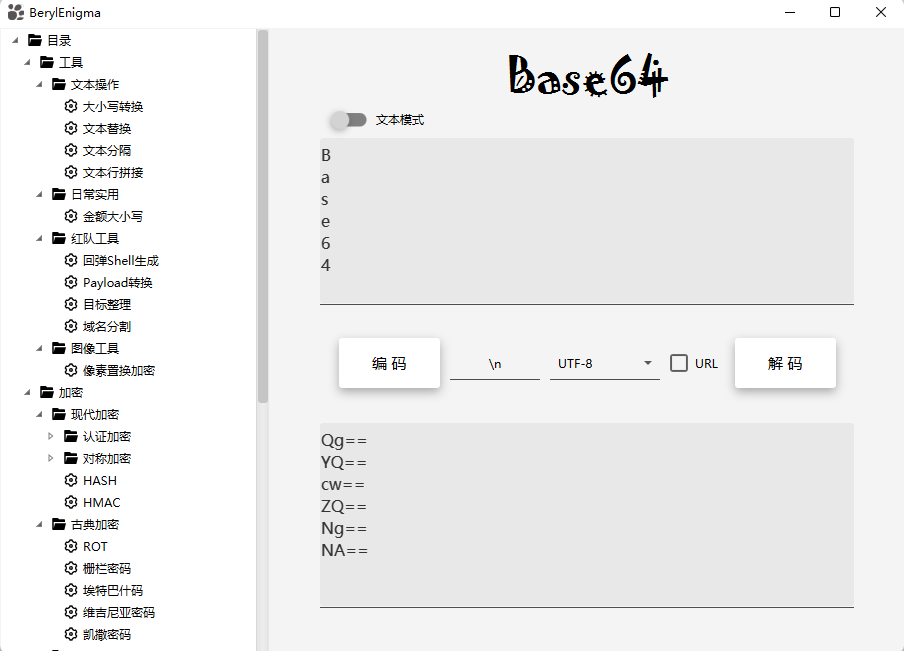 BerylEnigma
目录
工具
文本操作
大小写转换
文本替换
文本分隔
文本行拼接
日常实用
金额大小写
红队工具
回弹Shell生成
Payload转换
目标整理
域名分割
图像工具
像素置换加密
加密
现代加密
认证加密
对称加密
HASH
HMAC
古典加密
ROT
栅栏密码
埃特巴什码
维吉尼亚密码
凯撒密码
Base64
文本模式
B
a
s
e
6
4
编 码
\n
UTF-8
URL
解 码
Qg==
YQ==
cw==
ZQ==
Ng==
NA==